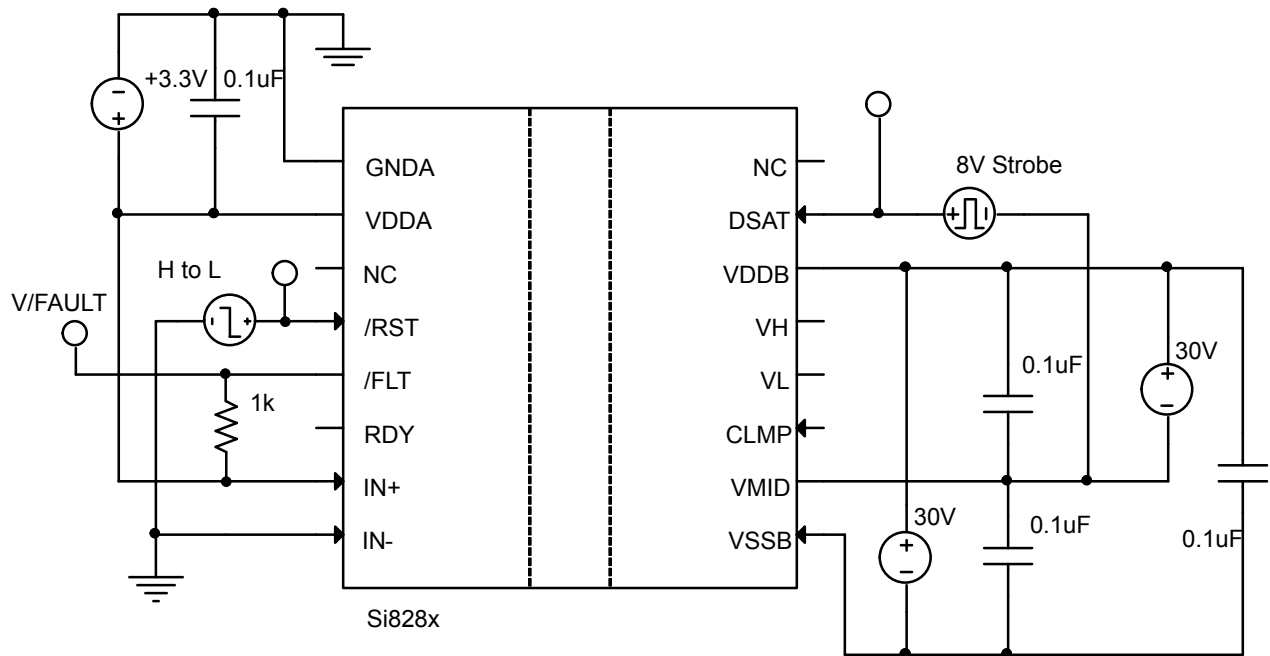 +3.3V
0.1uF
-
+
GNDA
VDDA
NC
/RST
/FLT
RDY
IN+
IN-
H to L
- +
V/FAULT
1k
Si828x
NC
DSAT
VDDB
VH
VL
CLMP
VMID
VSSB
8V Strobe
+ -
0.1uF
30V
+
-
30V
+
-
0.1uF
0.1uF